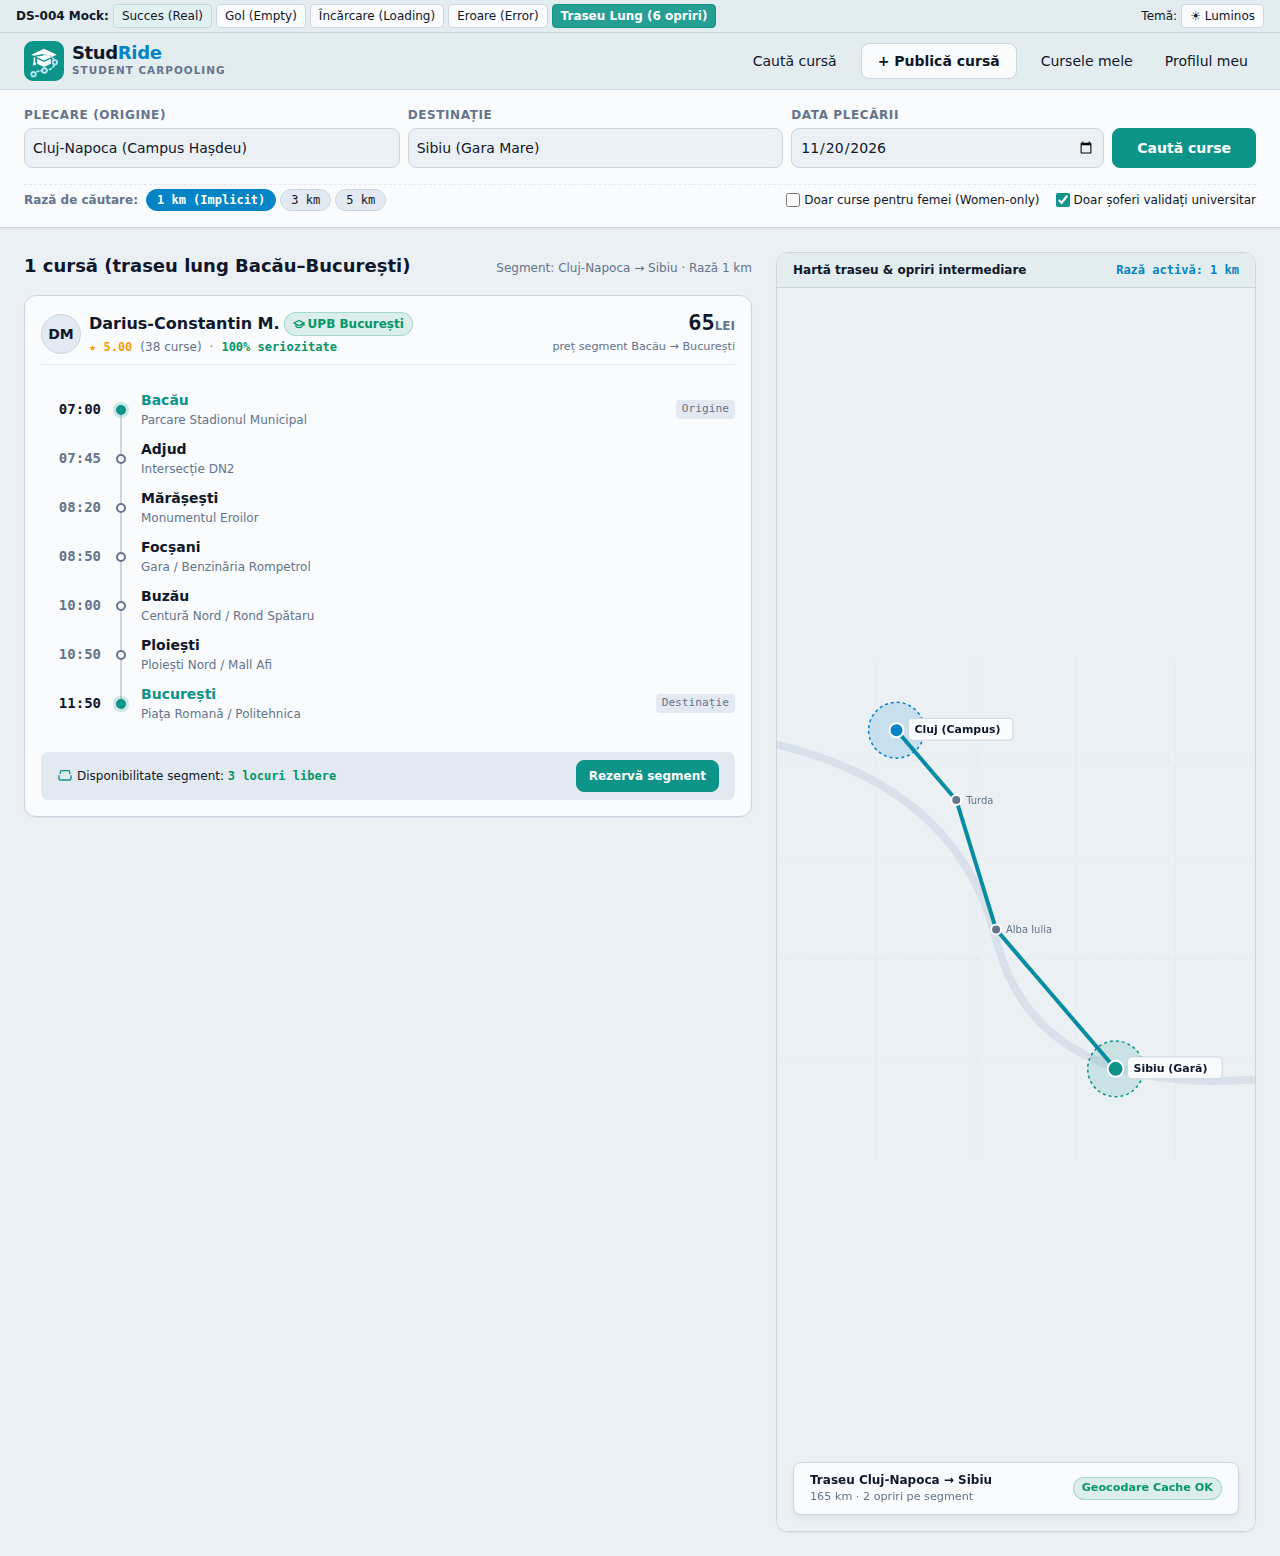 DS-004 Mock: Succes (Real) Gol (Empty) Încărcare (Loading) Eroare (Error) Traseu Lung (6 opriri) Temă: ☀ Luminos
StudRide
STUDENT CARPOOLING
Caută cursă + Publică cursă Cursele mele Profilul meu
PLECARE (ORIGINE) DESTINAȚIE DATA PLECĂRII
Cluj-Napoca (Campus Hașdeu) Sibiu (Gara Mare) 11/20/2026 Caută curse
Rază de căutare: 1 km (Implicit) 3 km 5 km Doar curse pentru femei (Women-only) Doar șoferi validați universitar
1 cursă (traseu lung Bacău–București) Segment: Cluj-Napoca → Sibiu · Rază 1 km
DM Darius-Constantin M. UPB București 65LEI
★ 5.00 (38 curse) · 100% seriozitate preț segment Bacău → București
07:00 Bacău Origine
Parcare Stadionul Municipal
07:45 Adjud
Intersecție DN2
08:20 Mărășești
Monumentul Eroilor
08:50 Focșani
Gara / Benzinăria Rompetrol
10:00 Buzău
Centură Nord / Rond Spătaru
10:50 Ploiești
Ploiești Nord / Mall Afi
11:50 București Destinație
Piața Romană / Politehnica
Disponibilitate segment: 3 locuri libere Rezervă segment
Hartă traseu & opriri intermediare Rază activă: 1 km
Cluj (Campus)
Turda
Alba Iulia
Sibiu (Gară)
Traseu Cluj-Napoca → Sibiu
165 km · 2 opriri pe segment
Geocodare Cache OK